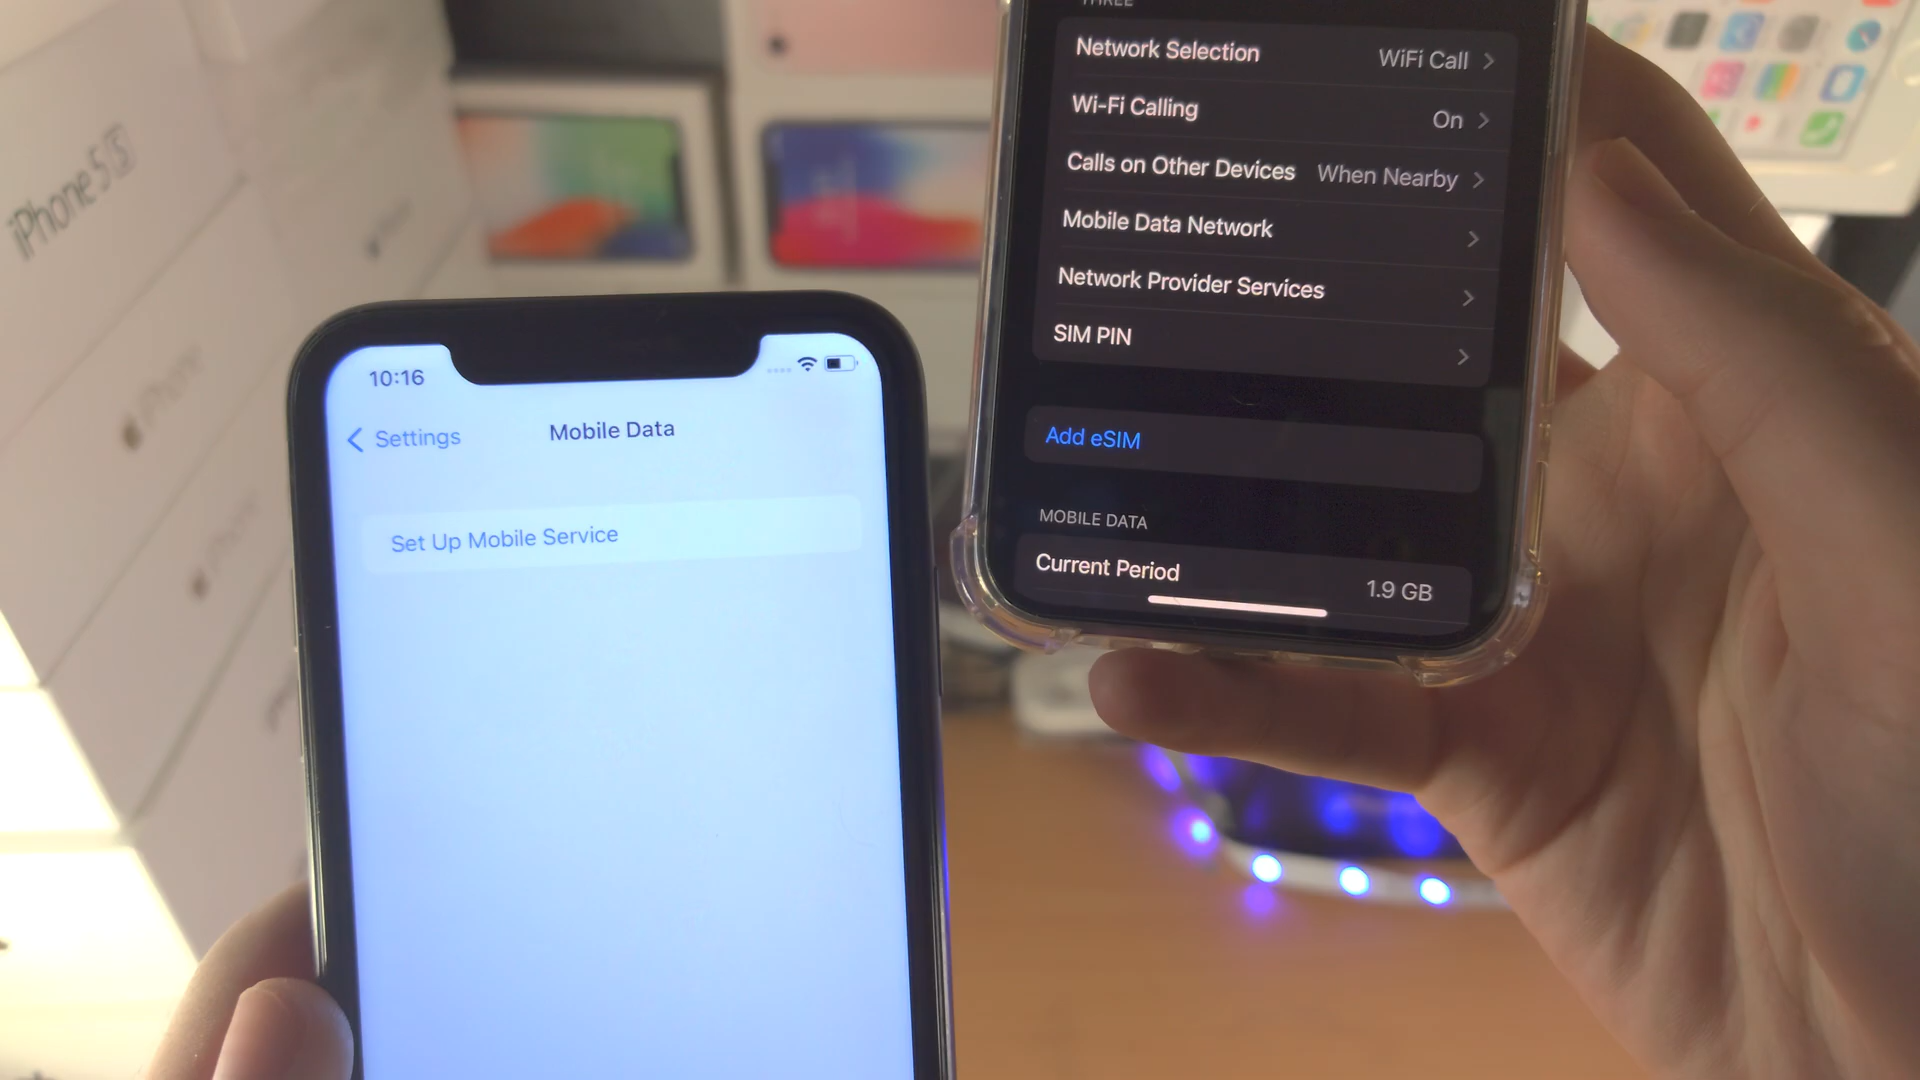 iPhone 5s
iPhone
10:16
Settings
Mobile Data
Set Up Mobile Service
THREE
Network Selection WiFi Call
Wi-Fi Calling On
Calls on Other Devices When Nearby
Mobile Data Network
Network Provider Services
SIM PIN
Add eSIM
MOBILE DATA
Current Period 1.9 GB